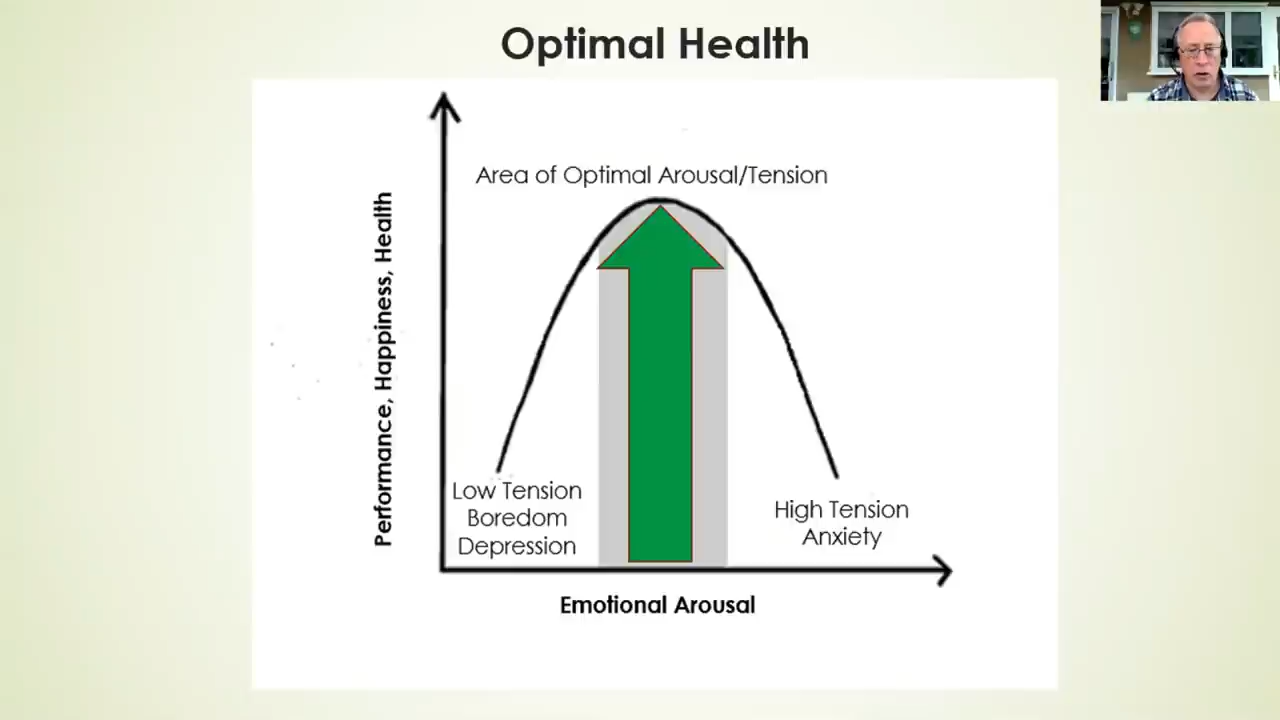 Optimal Health
Area of Optimal Arousal/Tension
Performance, Happiness, Health
Low Tension
Boredom
Depression
High Tension
Anxiety
Emotional Arousal